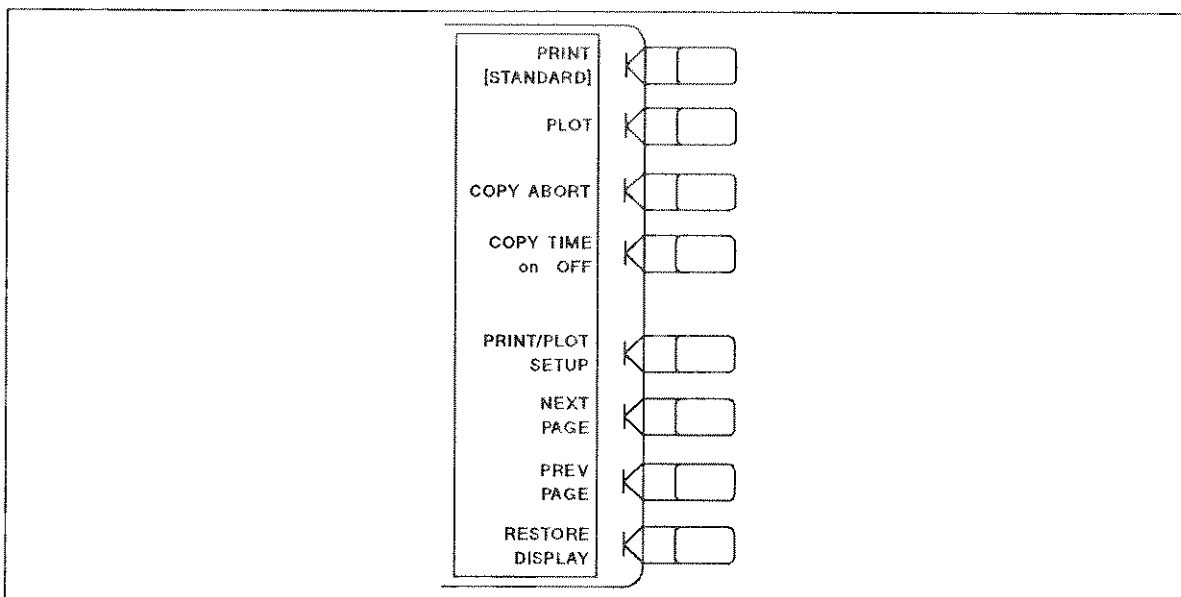 PRINT
[STANDARD]
PLOT
COPY ABORT
COPY TIME
on OFF
PRINT/PLOT
SETUP
NEXT
PAGE
PREV
PAGE
RESTORE
DISPLAY